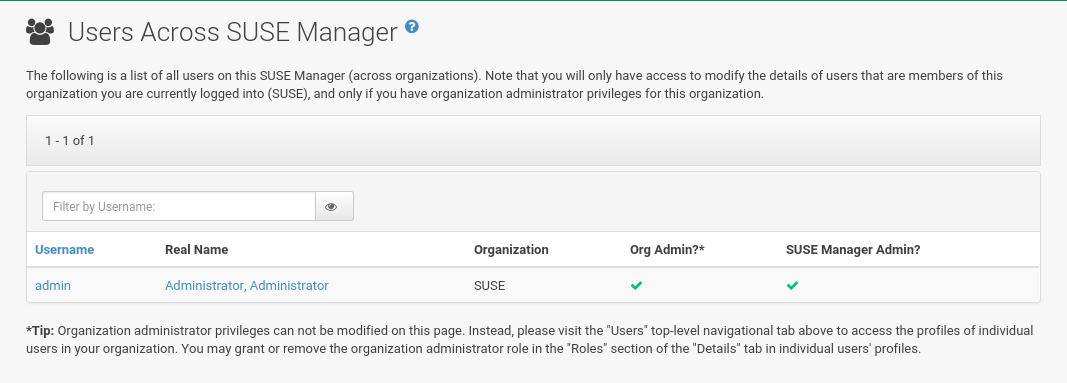 Users Across SUSE Manager ?
The following is a list of all users on this SUSE Manager (across organizations). Note that you will only have access to modify the details of users that are members of this
organization you are currently logged into (SUSE), and only if you have organization administrator privileges for this organization.
1 - 1 of 1
Filter by Username:
Username Real Name Organization Org Admin?* SUSE Manager Admin?
admin Administrator, Administrator SUSE
*Tip: Organization administrator privileges can not be modified on this page. Instead, please visit the "Users" top-level navigational tab above to access the profiles of individual
users in your organization. You may grant or remove the organization administrator role in the "Roles" section of the "Details" tab in individual users' profiles.